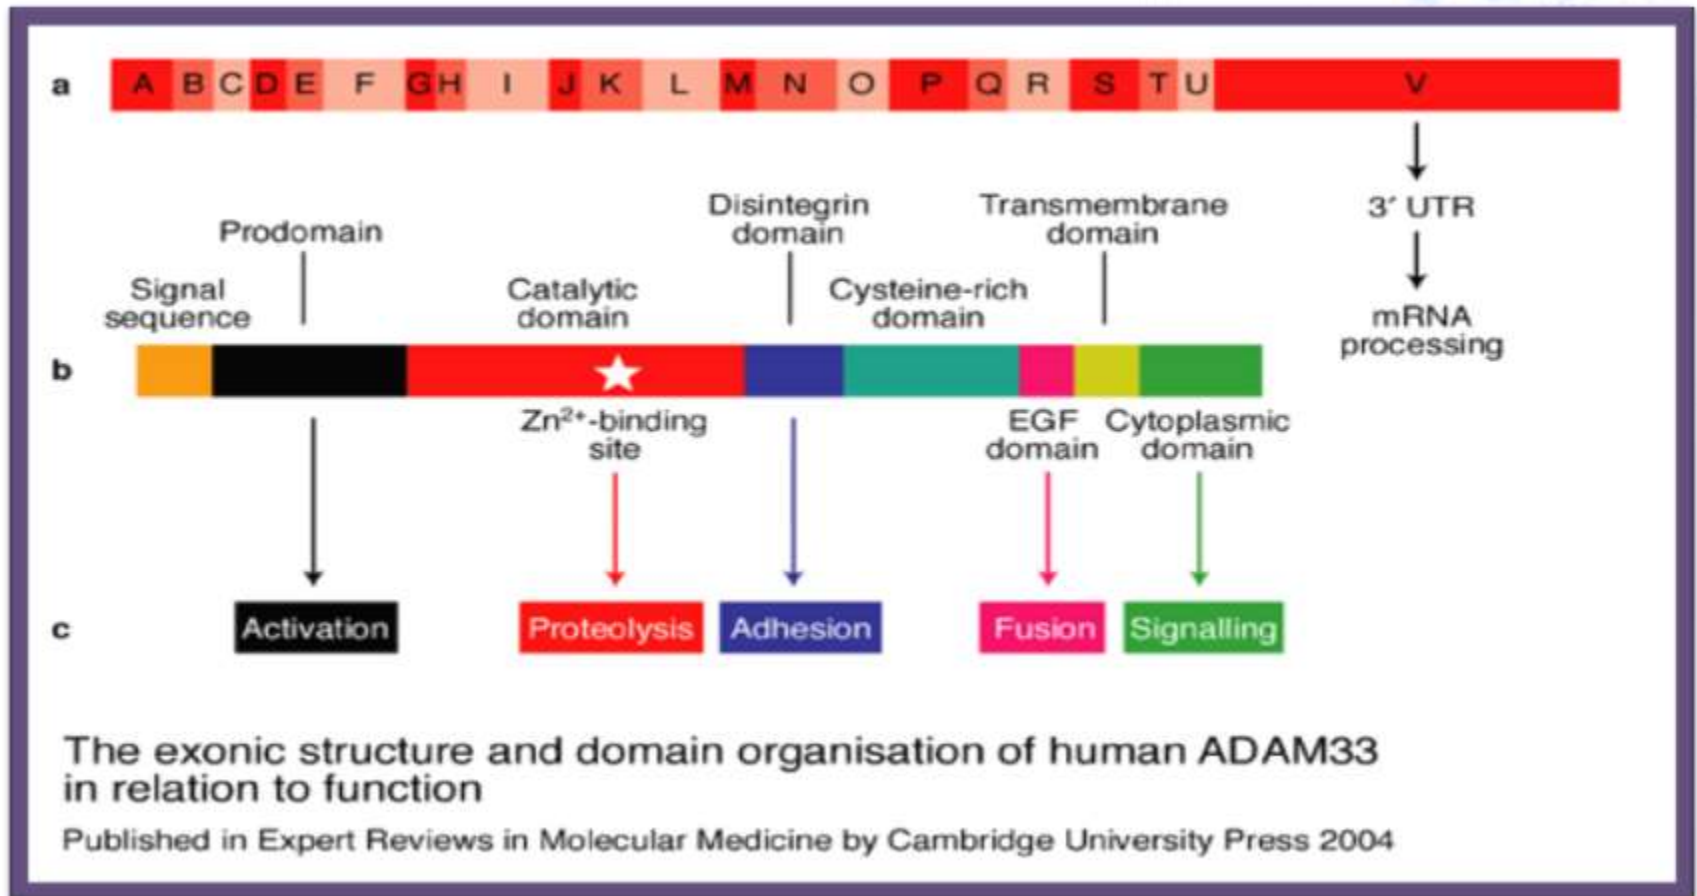 a
A B C D E F G H I J K L M N O P Q R S T U V
3′ UTR
mRNA
processing
Prodomain
Disintegrin
domain
Transmembrane
domain
Signal
sequence
Catalytic
domain
Cysteine-rich
domain
b
Zn²⁺-binding
site
EGF
domain
Cytoplasmic
domain
c
Activation
Proteolysis
Adhesion
Fusion
Signalling
The exonic structure and domain organisation of human ADAM33
in relation to function
Published in Expert Reviews in Molecular Medicine by Cambridge University Press 2004